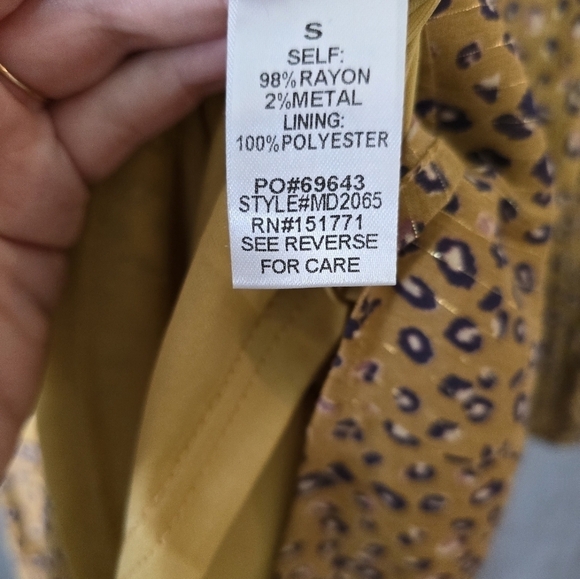 S
SELF:
98% RAYON
2%METAL
LINING:
100%POLYESTER
PO#69643
STYLE#MD2065
RN#151771
SEE REVERSE
FOR CARE